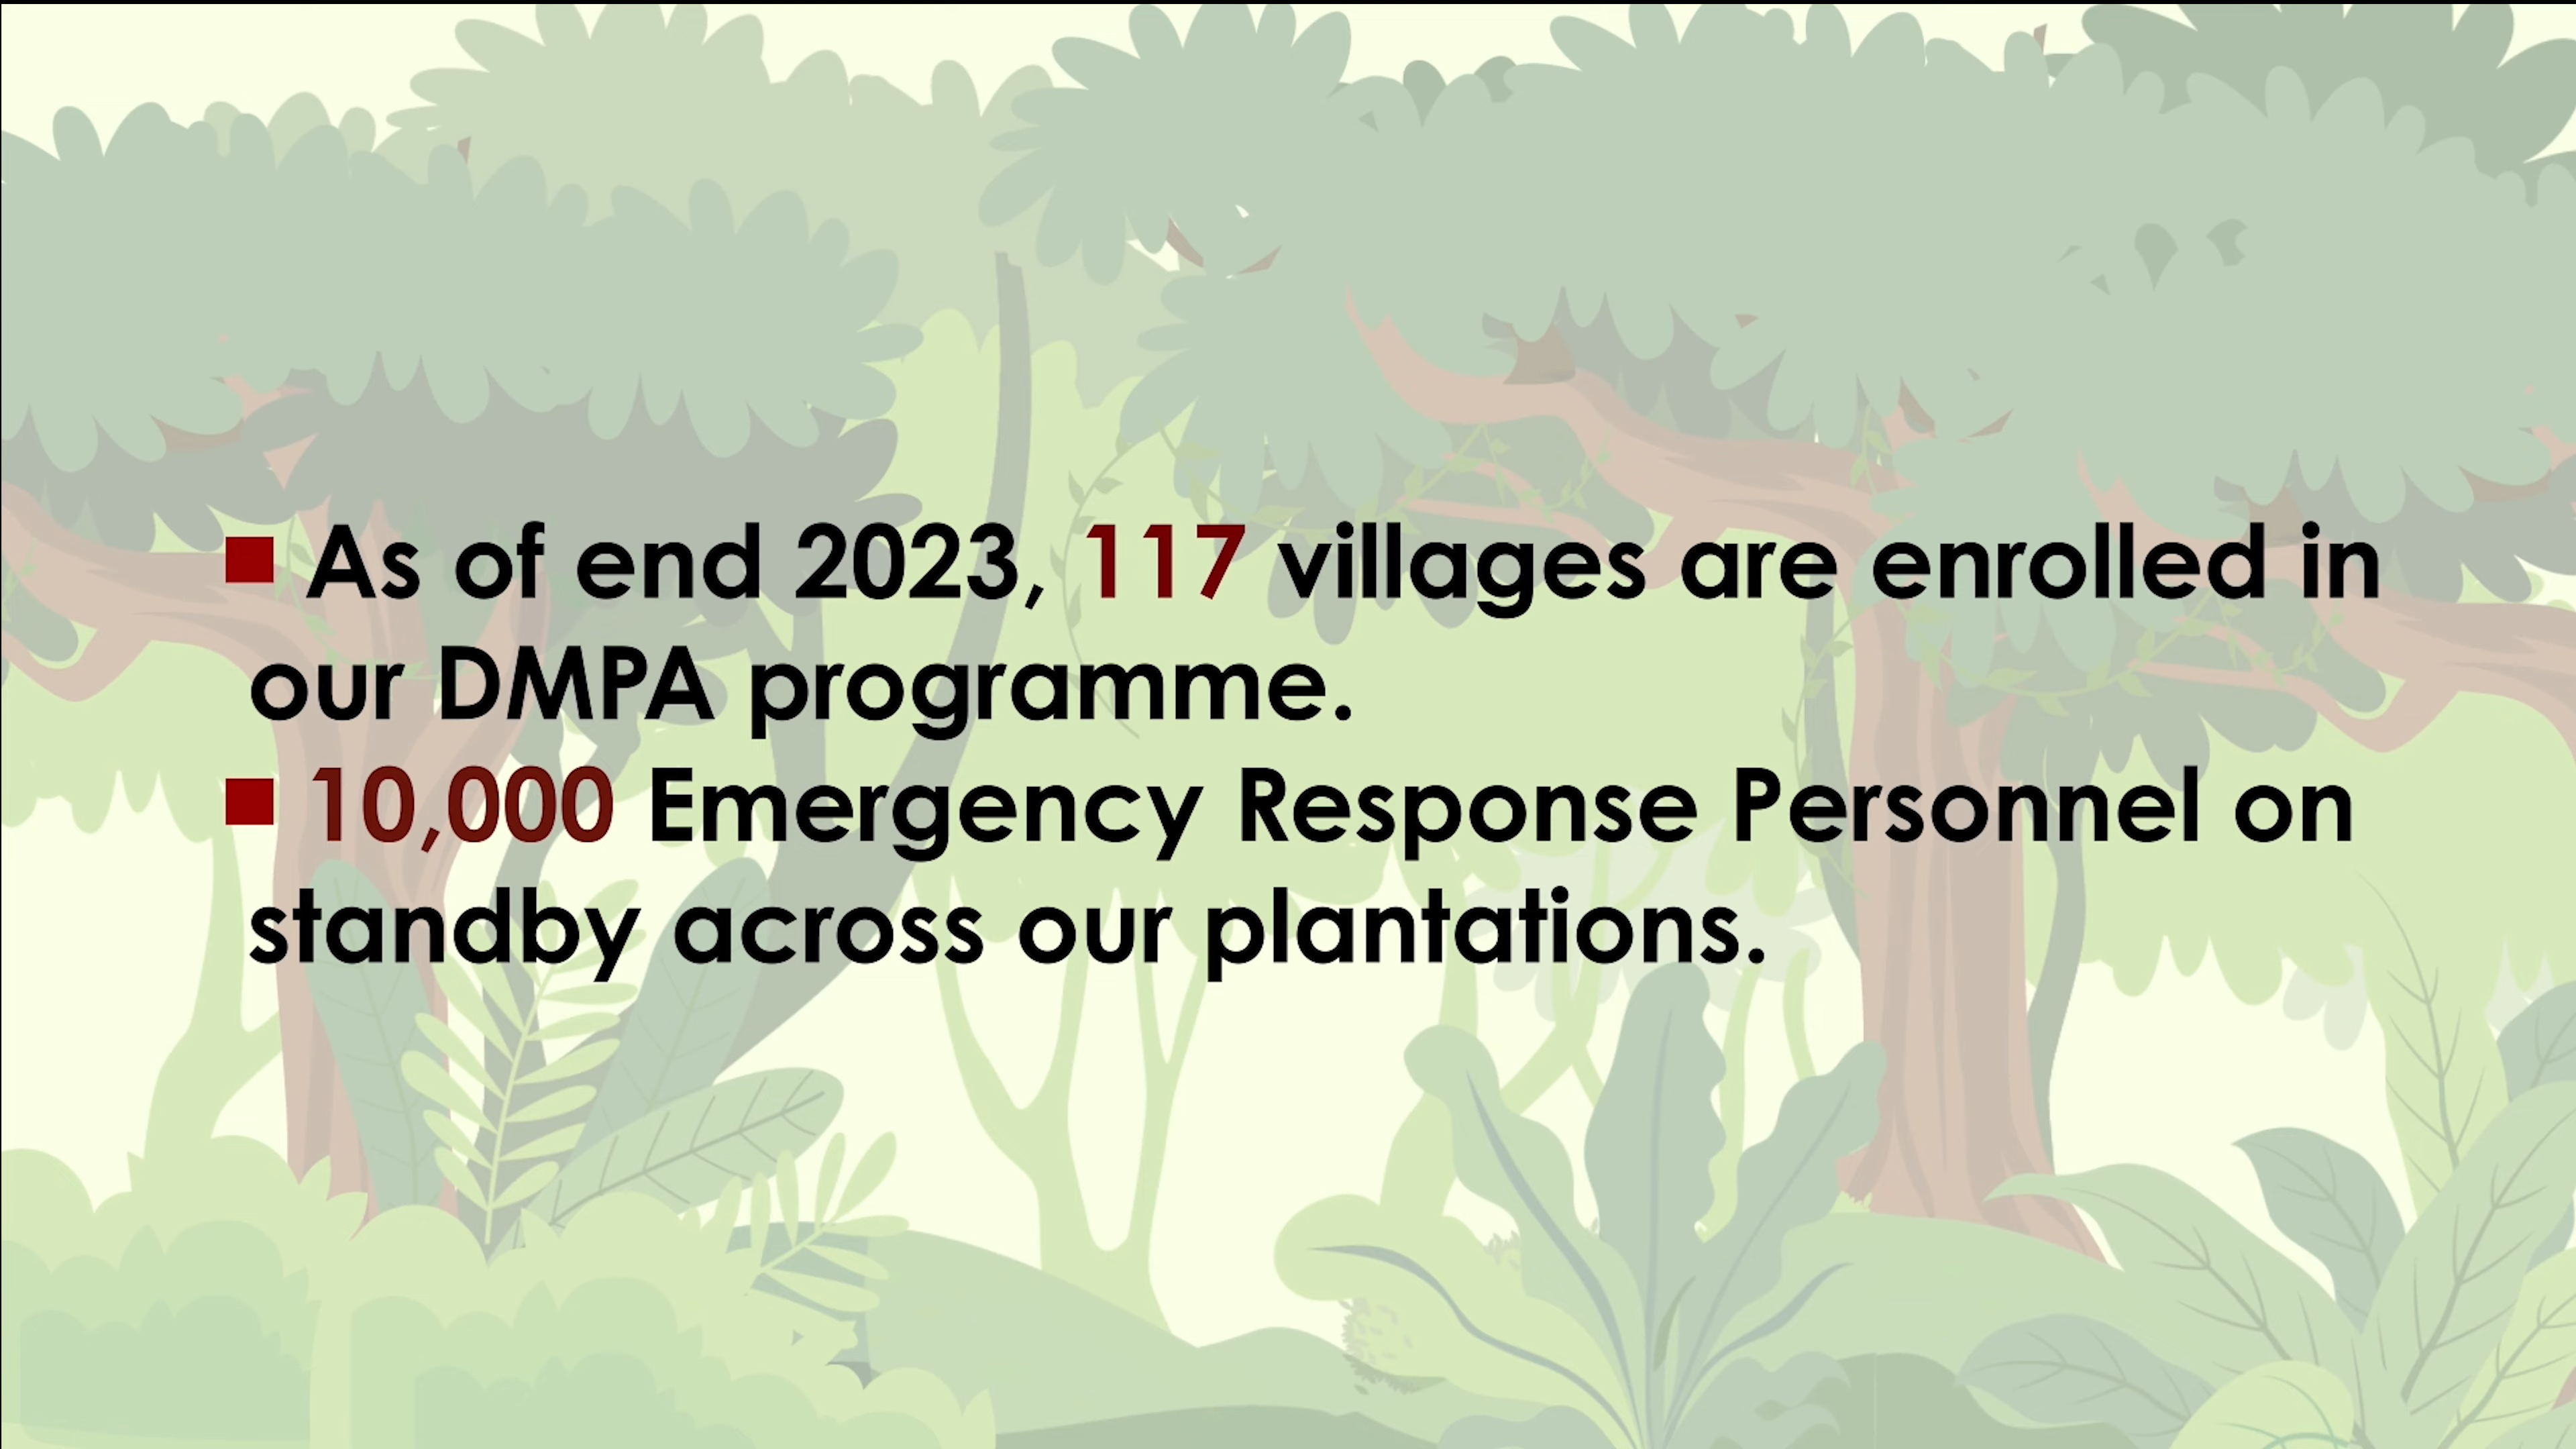 ■ As of end 2023, 117 villages are enrolled in
our DMPA programme.
■ 10,000 Emergency Response Personnel on
standby across our plantations.